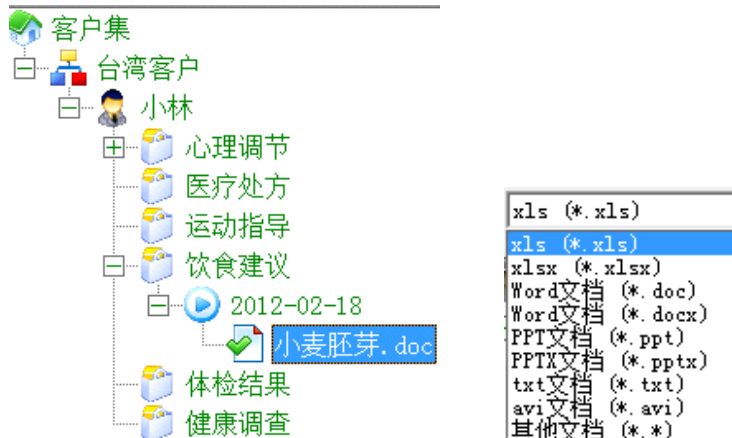 客户集
台湾客户
小林
心理调节
医疗处方
运动指导
饮食建议
2012-02-18
小麦胚芽.doc
体检结果
健康调查
xls (*.xls)
xls (*.xls)
xlsx (*.xlsx)
Word文档 (*.doc)
Word文档 (*.docx)
PPT文档 (*.ppt)
PPTX文档 (*.pptx)
txt文档 (*.txt)
avi文档 (*.avi)
其他文档 (*.*)